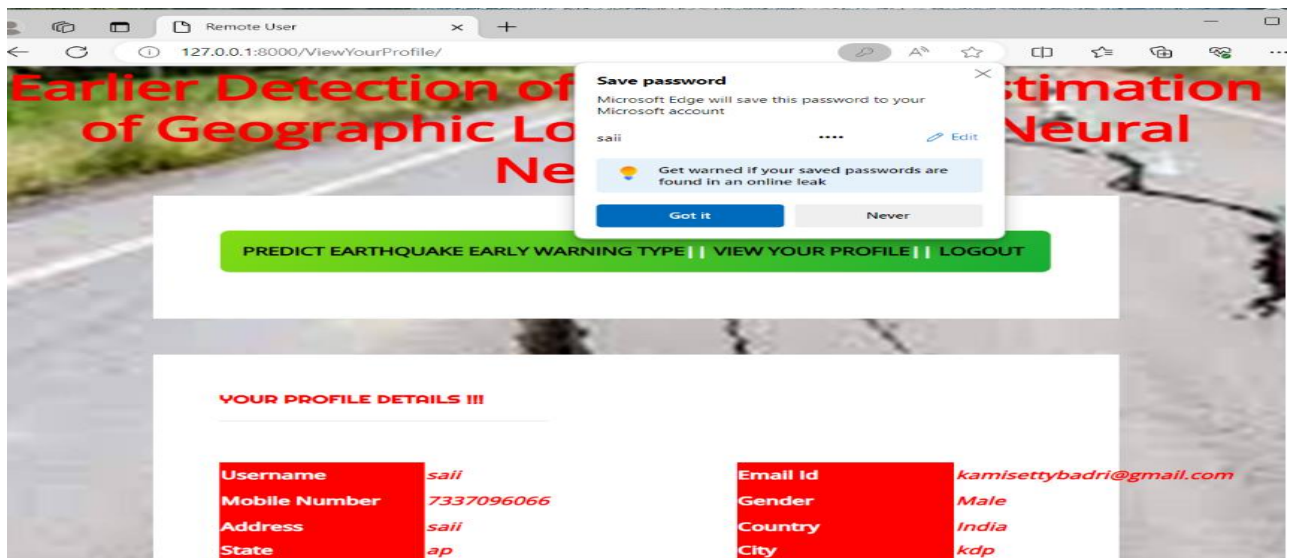 Remote User
127.0.0.1:8000/ViewYourProfile/
Earlier Detection of
timation
of Geographic Lo
Neural
Ne
Save password
Microsoft Edge will save this password to your
Microsoft account
saii
•••• Edit
Get warned if your saved passwords are
found in an online leak
Got it Never
PREDICT EARTHQUAKE EARLY WARNING TYPE|| VIEW YOUR PROFILE|| LOGOUT
YOUR PROFILE DETAILS !!!
Username saii Email Id kamisettybadri@gmail.com
Mobile Number 7337096066 Gender Male
Address saii Country India
State ap City kdp